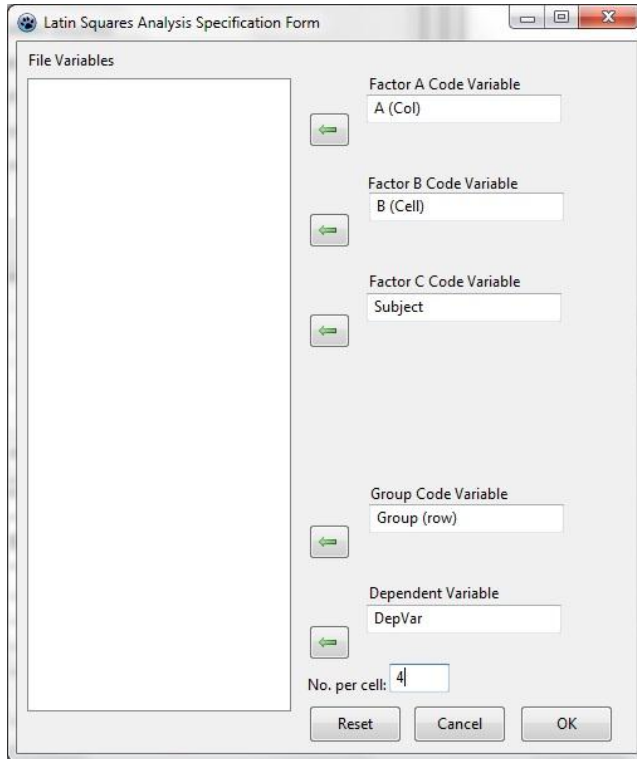 Latin Squares Analysis Specification Form
File Variables
Factor A Code Variable
A (Col)
Factor B Code Variable
B (Cell)
Factor C Code Variable
Subject
Group Code Variable
Group (row)
Dependent Variable
DepVar
No. per cell: 4
Reset Cancel OK